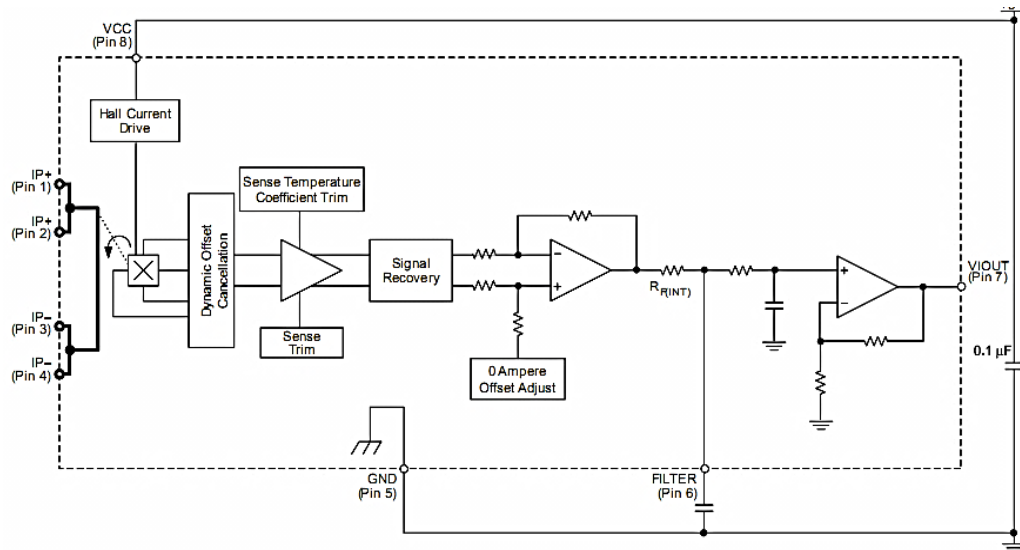 VCC
(Pin 8)
Hall Current
Drive
IP+
(Pin 1)
IP+
(Pin 2)
IP−
(Pin 3)
IP−
(Pin 4)
Dynamic Offset
Cancellation
Sense Temperature
Coefficient Trim
Sense
Trim
Signal
Recovery
0 Ampere
Offset Adjust
−
+
RF(INT)
+
−
VIOUT
(Pin 7)
0.1 µF
GND
(Pin 5)
FILTER
(Pin 6)